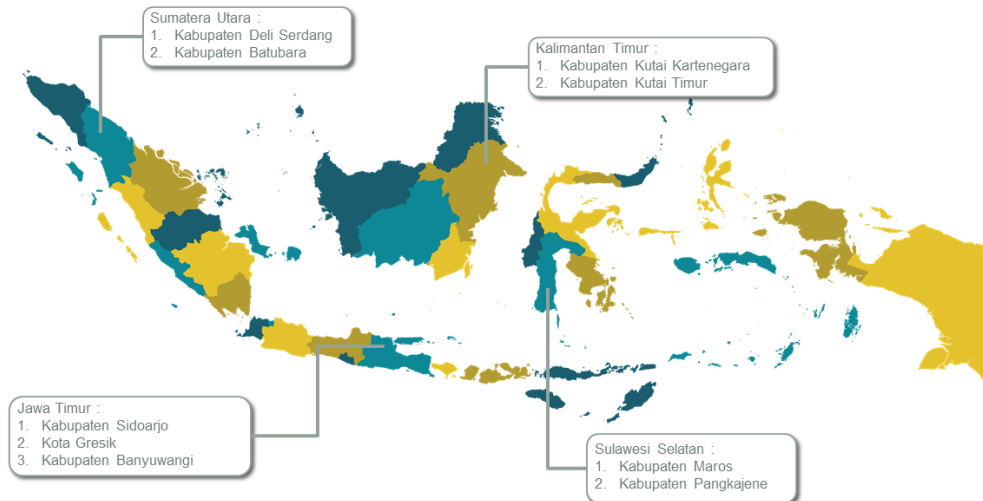 Sumatera Utara :
1. Kabupaten Deli Serdang
2. Kabupaten Batubara
Kalimantan Timur :
1. Kabupaten Kutai Kartenegara
2. Kabupaten Kutai Timur
Jawa Timur :
1. Kabupaten Sidoarjo
2. Kota Gresik
3. Kabupaten Banyuwangi
Sulawesi Selatan :
1. Kabupaten Maros
2. Kabupaten Pangkajene